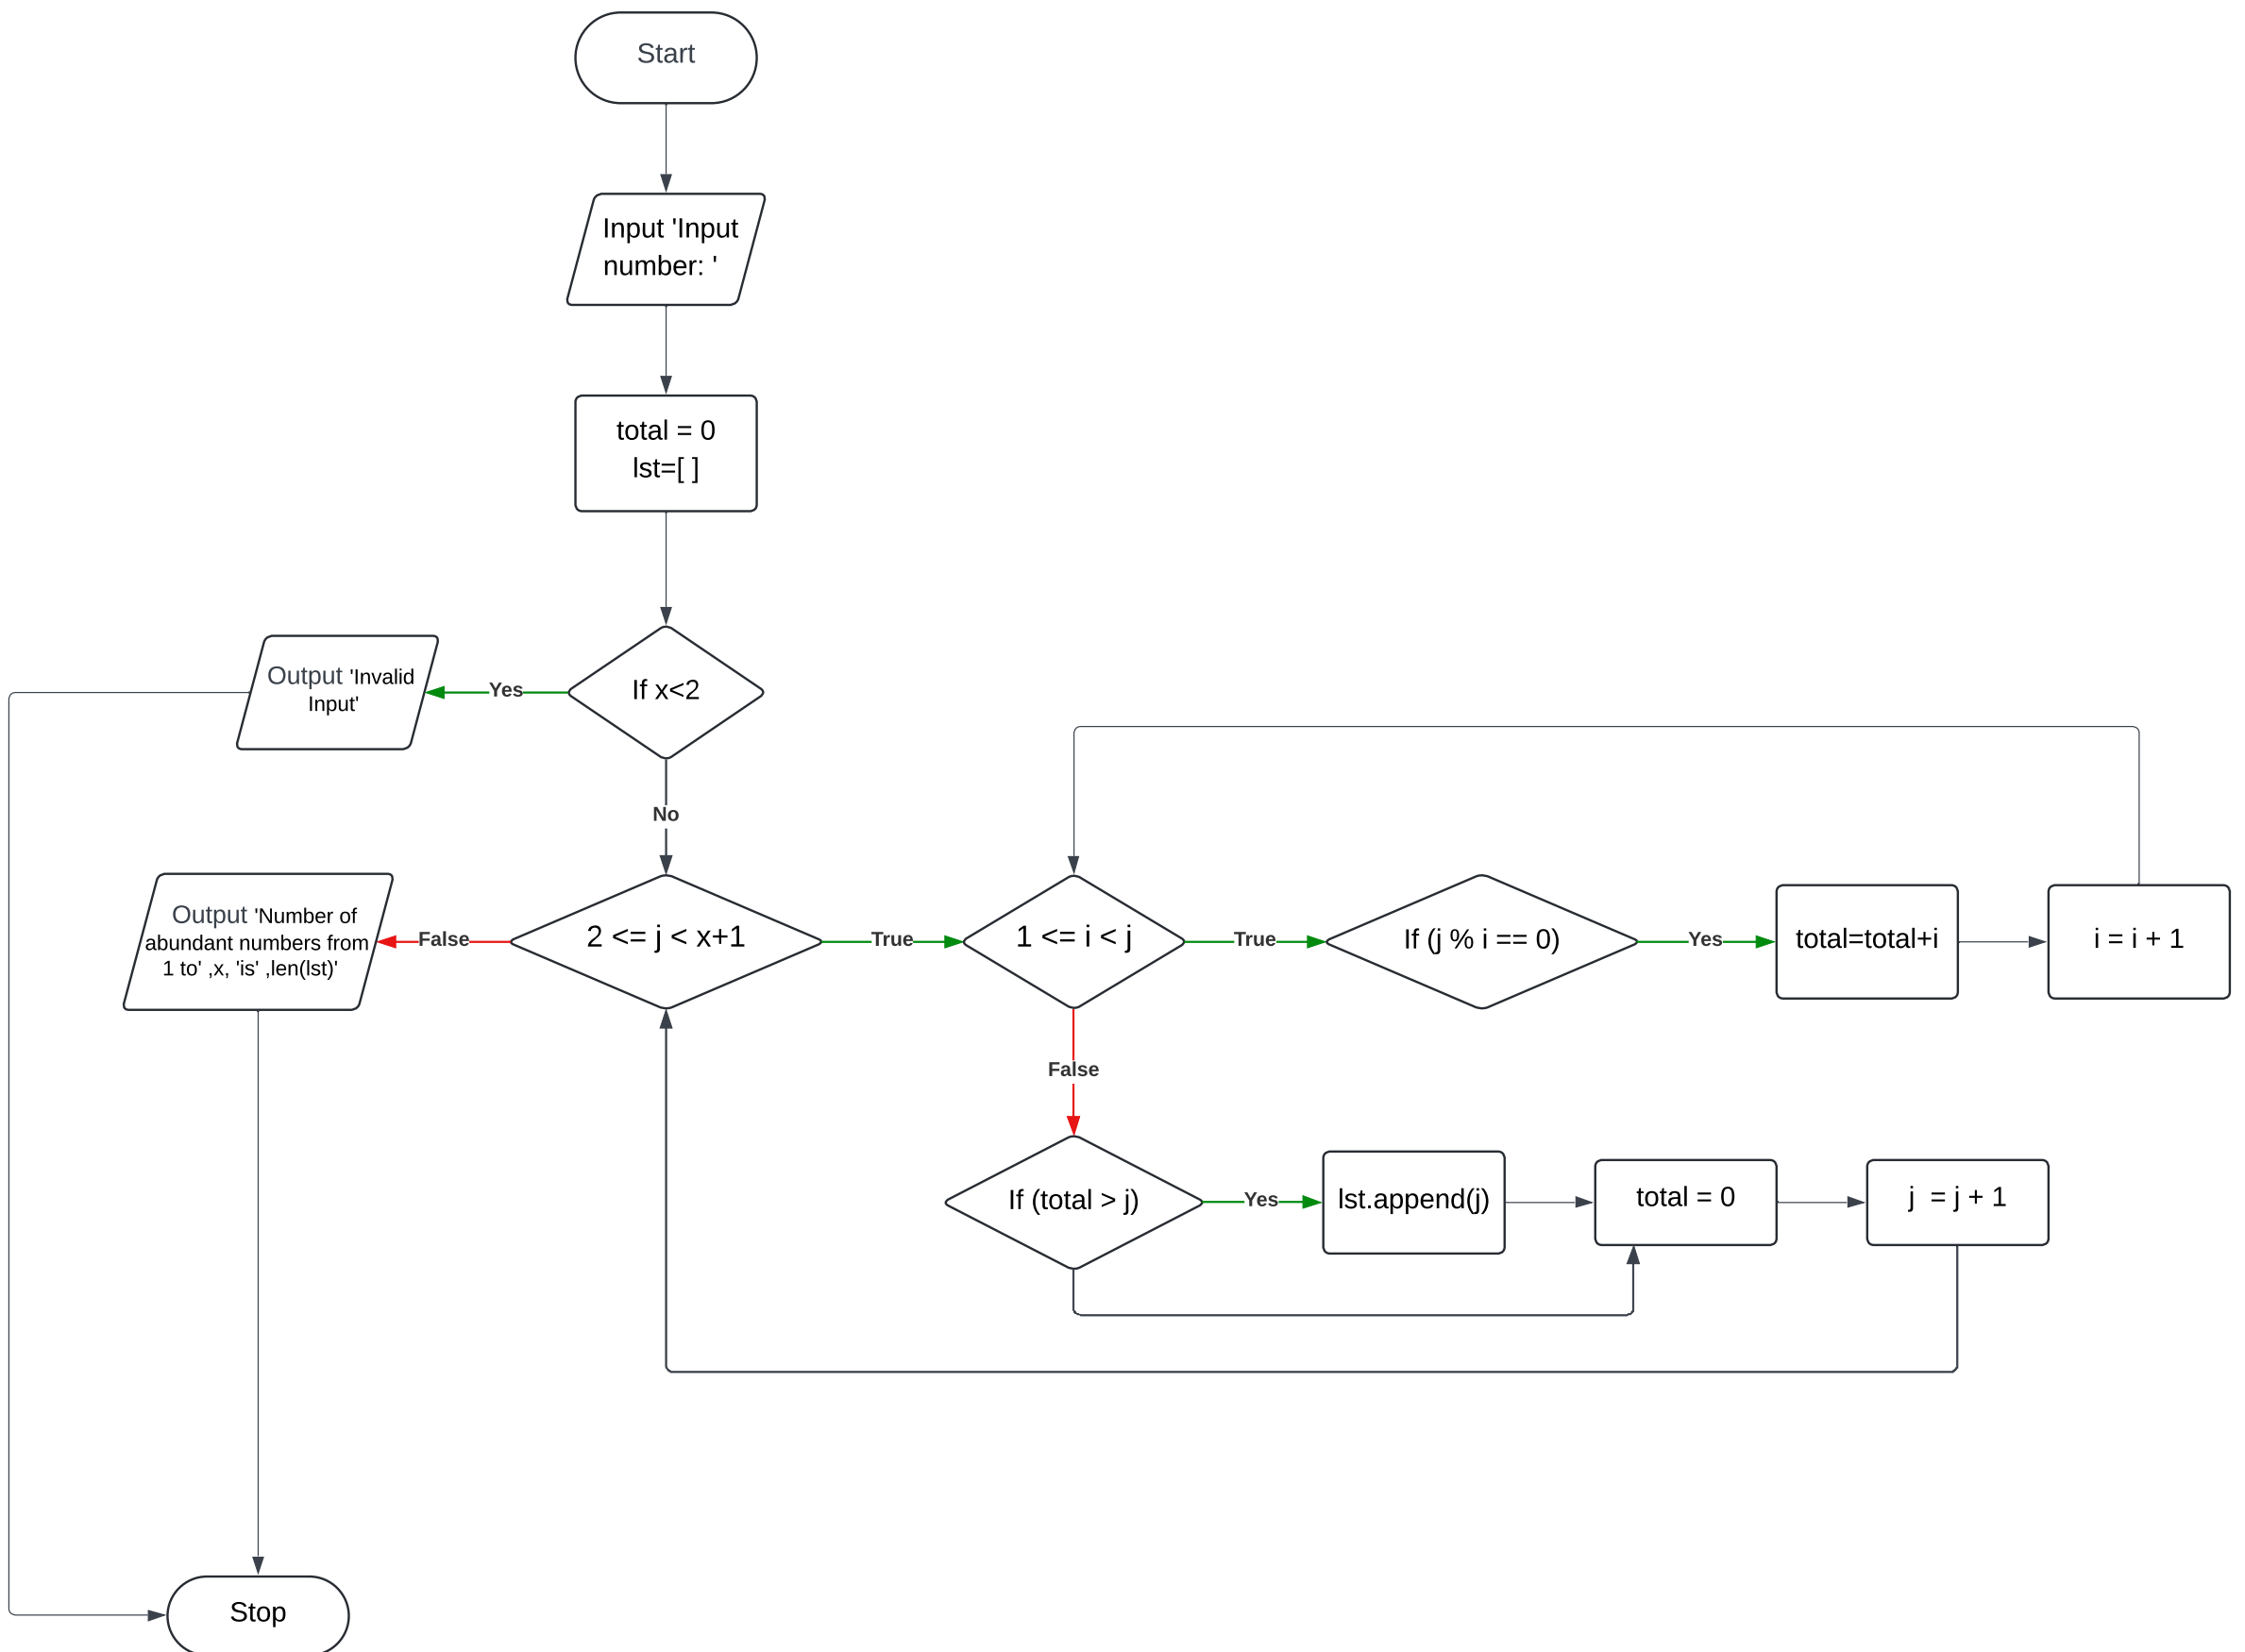 Start
Input 'Input
number: '
total = 0
lst=[ ]
If x<2
Yes
Output 'Invalid
Input'
No
2 <= j < x+1
False
Output 'Number of
abundant numbers from
1 to' ,x, 'is' ,len(lst)'
True
1 <= i < j
True
If (j % i == 0)
Yes
total=total+i
i = i + 1
False
If (total > j)
Yes
lst.append(j)
total = 0
j  = j + 1
Stop